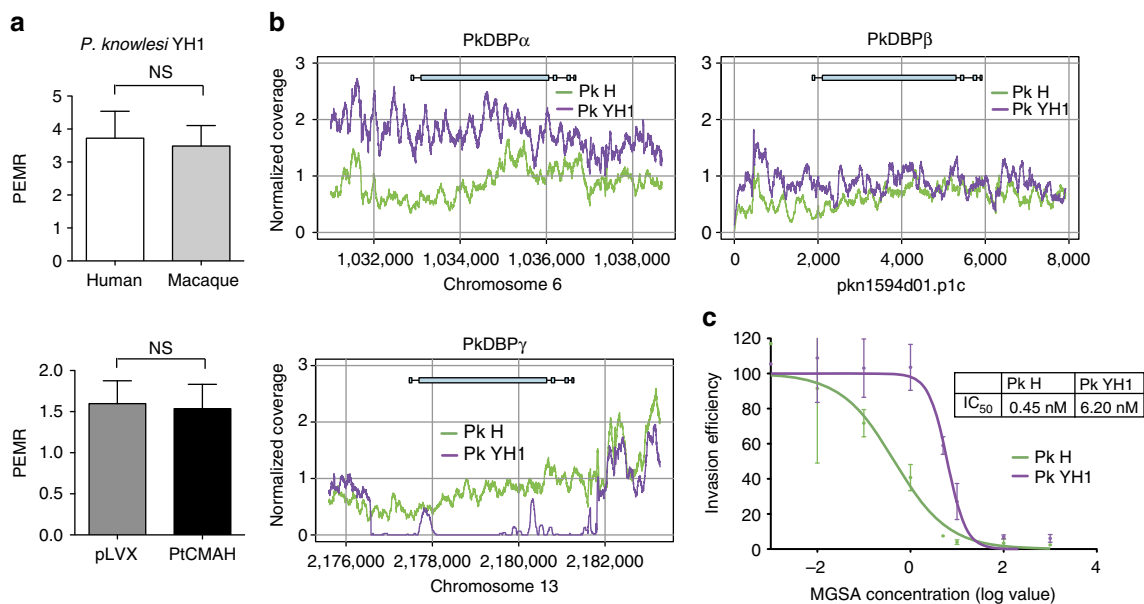 a
P. knowlesi YH1
NS
5
4
3
2
1
0
PEMR
Human Macaque
NS
2.0
1.5
1.0
0.5
0.0
PEMR
pLVX PtCMAH
b
PkDBPα
3
2
1
0
Normalized coverage
Pk H
Pk YH1
1,032,000 1,034,000 1,036,000 1,038,000
Chromosome 6
PkDBPβ
3
2
1
0
Pk H
Pk YH1
0 2,000 4,000 6,000 8,000
pkn1594d01.p1c
PkDBPγ
3
2
1
0
Normalized coverage
Pk H
Pk YH1
2,176,000 2,178,000 2,180,000 2,182,000
Chromosome 13
c
120
100
80
60
40
20
0
Invasion efficiency
Pk H Pk YH1
IC50 0.45 nM 6.20 nM
Pk H
Pk YH1
−2 0 2 4
MGSA concentration (log value)